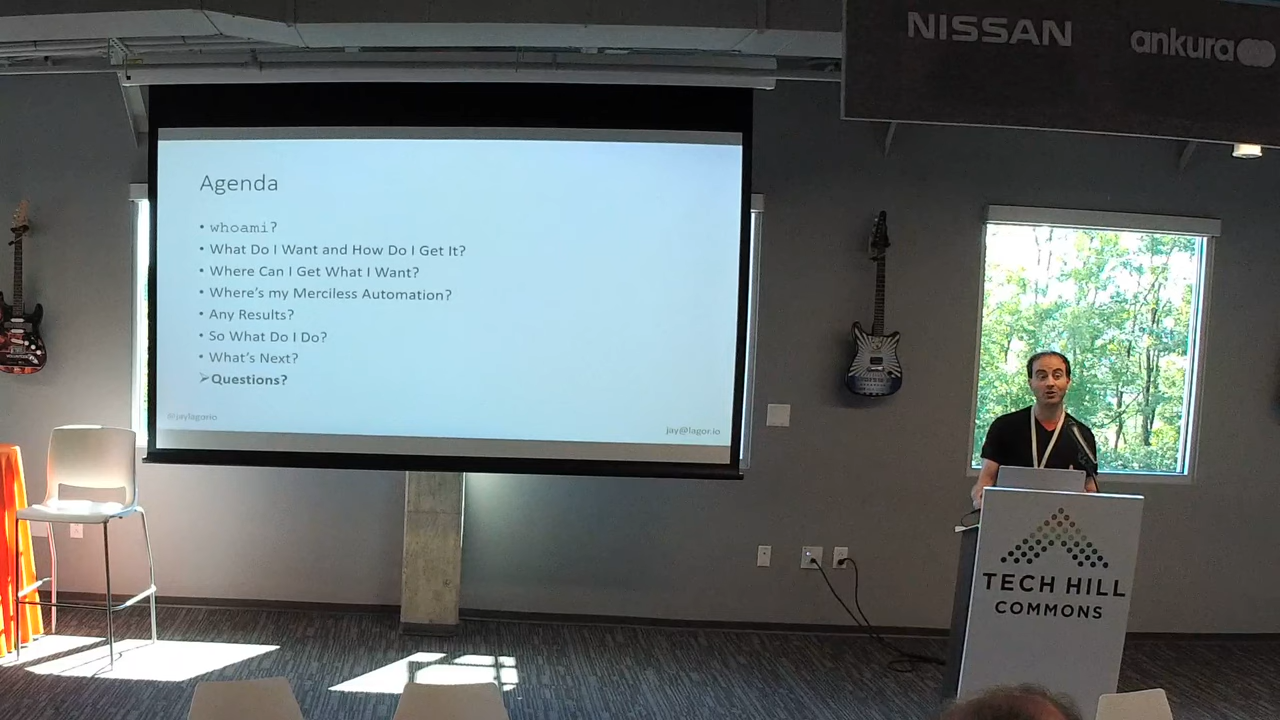 NISSAN
ankura
Agenda
• whoami?
• What Do I Want and How Do I Get It?
• Where Can I Get What I Want?
• Where's my Merciless Automation?
• Any Results?
• So What Do I Do?
• What's Next?
➢Questions?
@jaylagorio
jay@lagor.io
TECH HILL
COMMONS